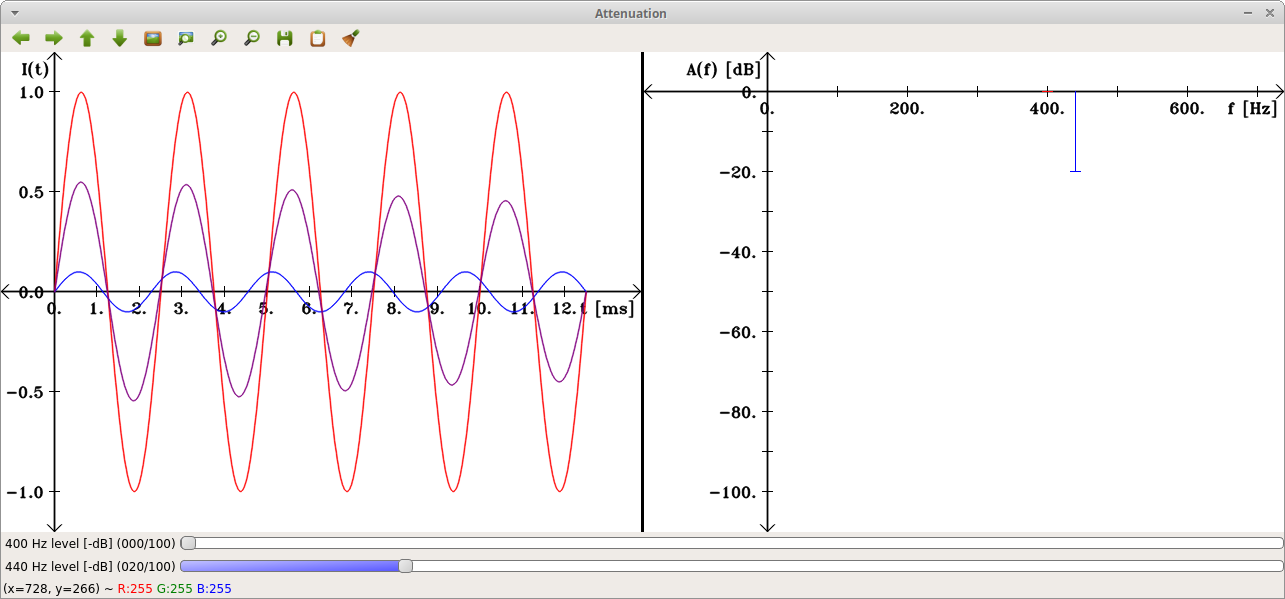 Attenuation
I(t)
1.0
0.5
0.0
-0.5
-1.0
0. 1. 2. 3. 4. 5. 6. 7. 8. 9. 10. 11. 12. t [ms]
A(f) [dB]
0.
0. 200. 400. 600. f [Hz]
-20.
-40.
-60.
-80.
-100.
400 Hz level [-dB] (000/100)
440 Hz level [-dB] (020/100)
(x=728, y=266) ~ R:255 G:255 B:255